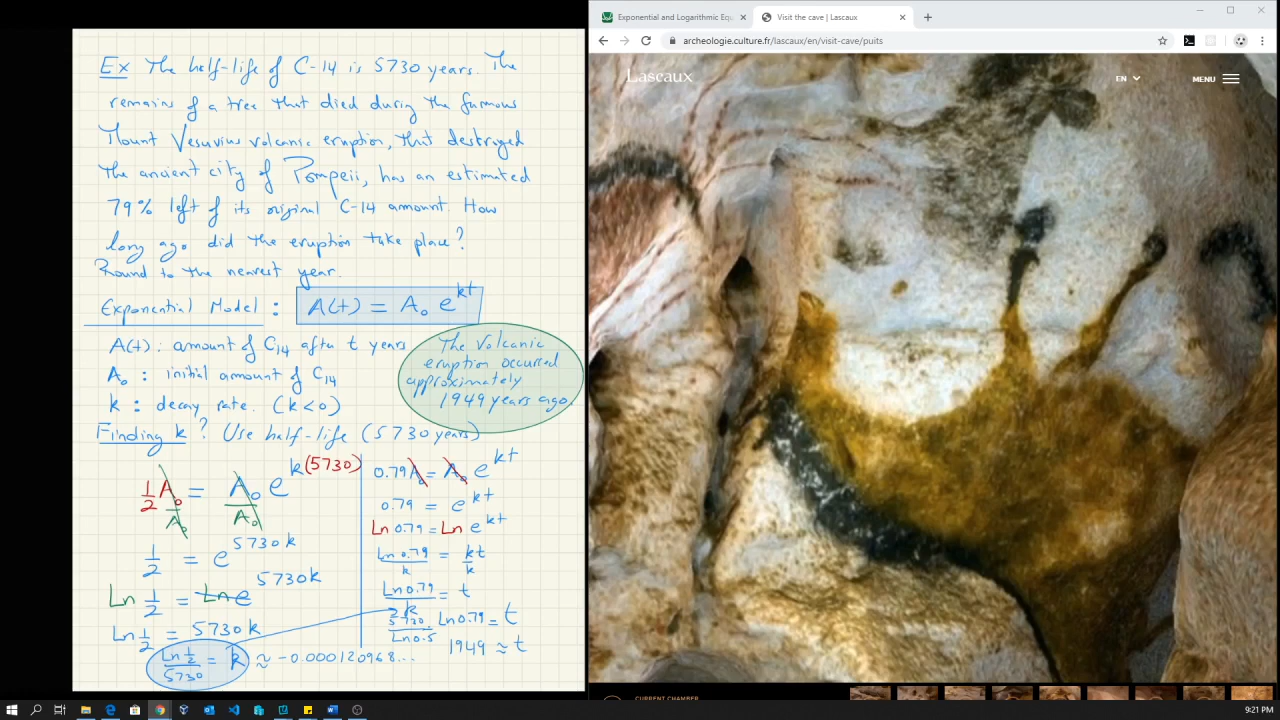 Exponential and Logarithmic Equ
Visit the cave | Lascaux
archeologie.culture.fr/lascaux/en/visit-cave/puits
Lascaux
EN
MENU
Ex The half-life of C-14 is 5730 years. The
remains of a tree that died during the fumous
Mount Vesuvius volcanic eruption, that destroyed
the ancient city of Pompeii, has an estimated
79% left of its original C-14 amount. How
long ago did the eruption take place?
Round to the nearest year.
Exponential Model : A(t) = A₀ e^{kt}
A(t) : amount of C₁₄ after t years
A₀ : initial amount of C₁₄
k : decay rate. (k<0)
The Volcanic
eruption occurred
approximately
1949 years ago.
Finding k? Use half-life (5730 years)
1/2 A₀/A₀ = A₀/A₀ e^{k(5730)}
1/2 = e^{5730k}
Ln 1/2 = Ln e^{5730k}
Ln 1/2 = 5730k
Ln 1/2 / 5730 = k ≈ -0.000120968...
0.79A₀ = A₀ e^{kt}
0.79 = e^{kt}
Ln 0.79 = Ln e^{kt}
Ln 0.79 / k = kt / k
Ln 0.79 / k = t
5730 / Ln 0.5 Ln 0.79 = t
1949 ≈ t
CURRENT CHAMBER
9:21 PM